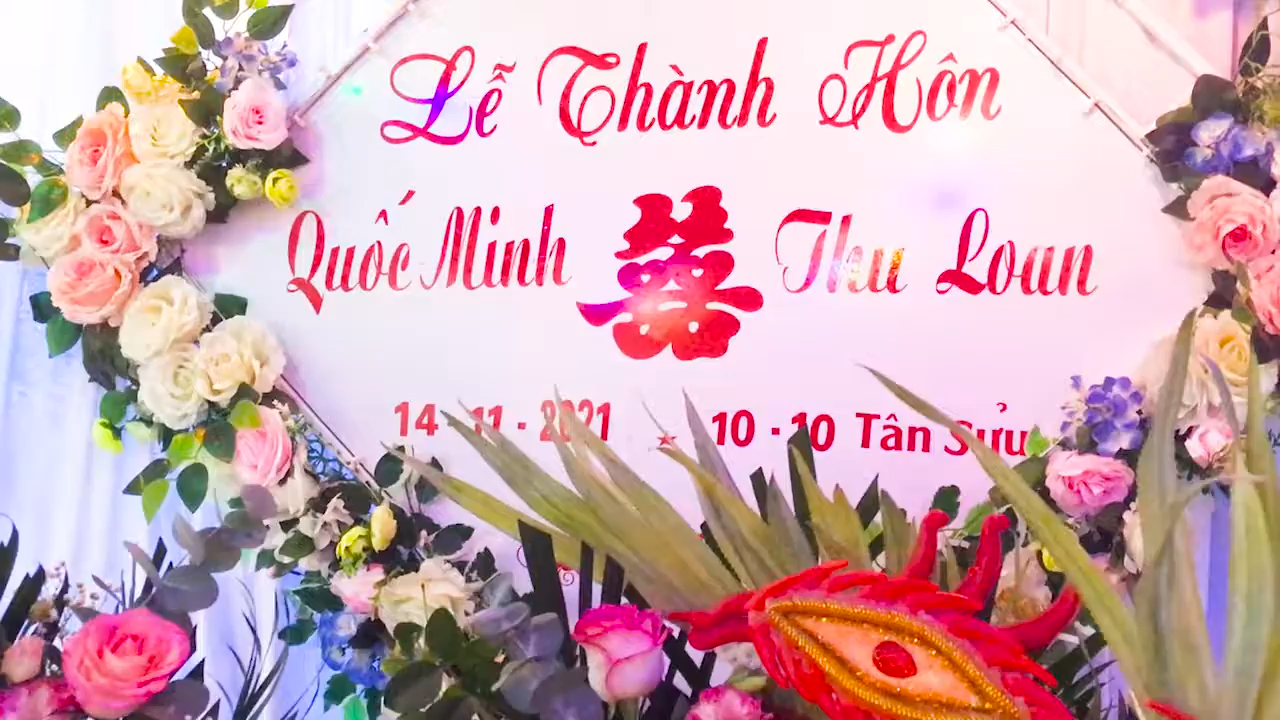 Lễ Thành Hôn
Quốc Minh 囍 Thu Loan
14 - 11 - 2021 ★ 10 - 10 Tân Sửu